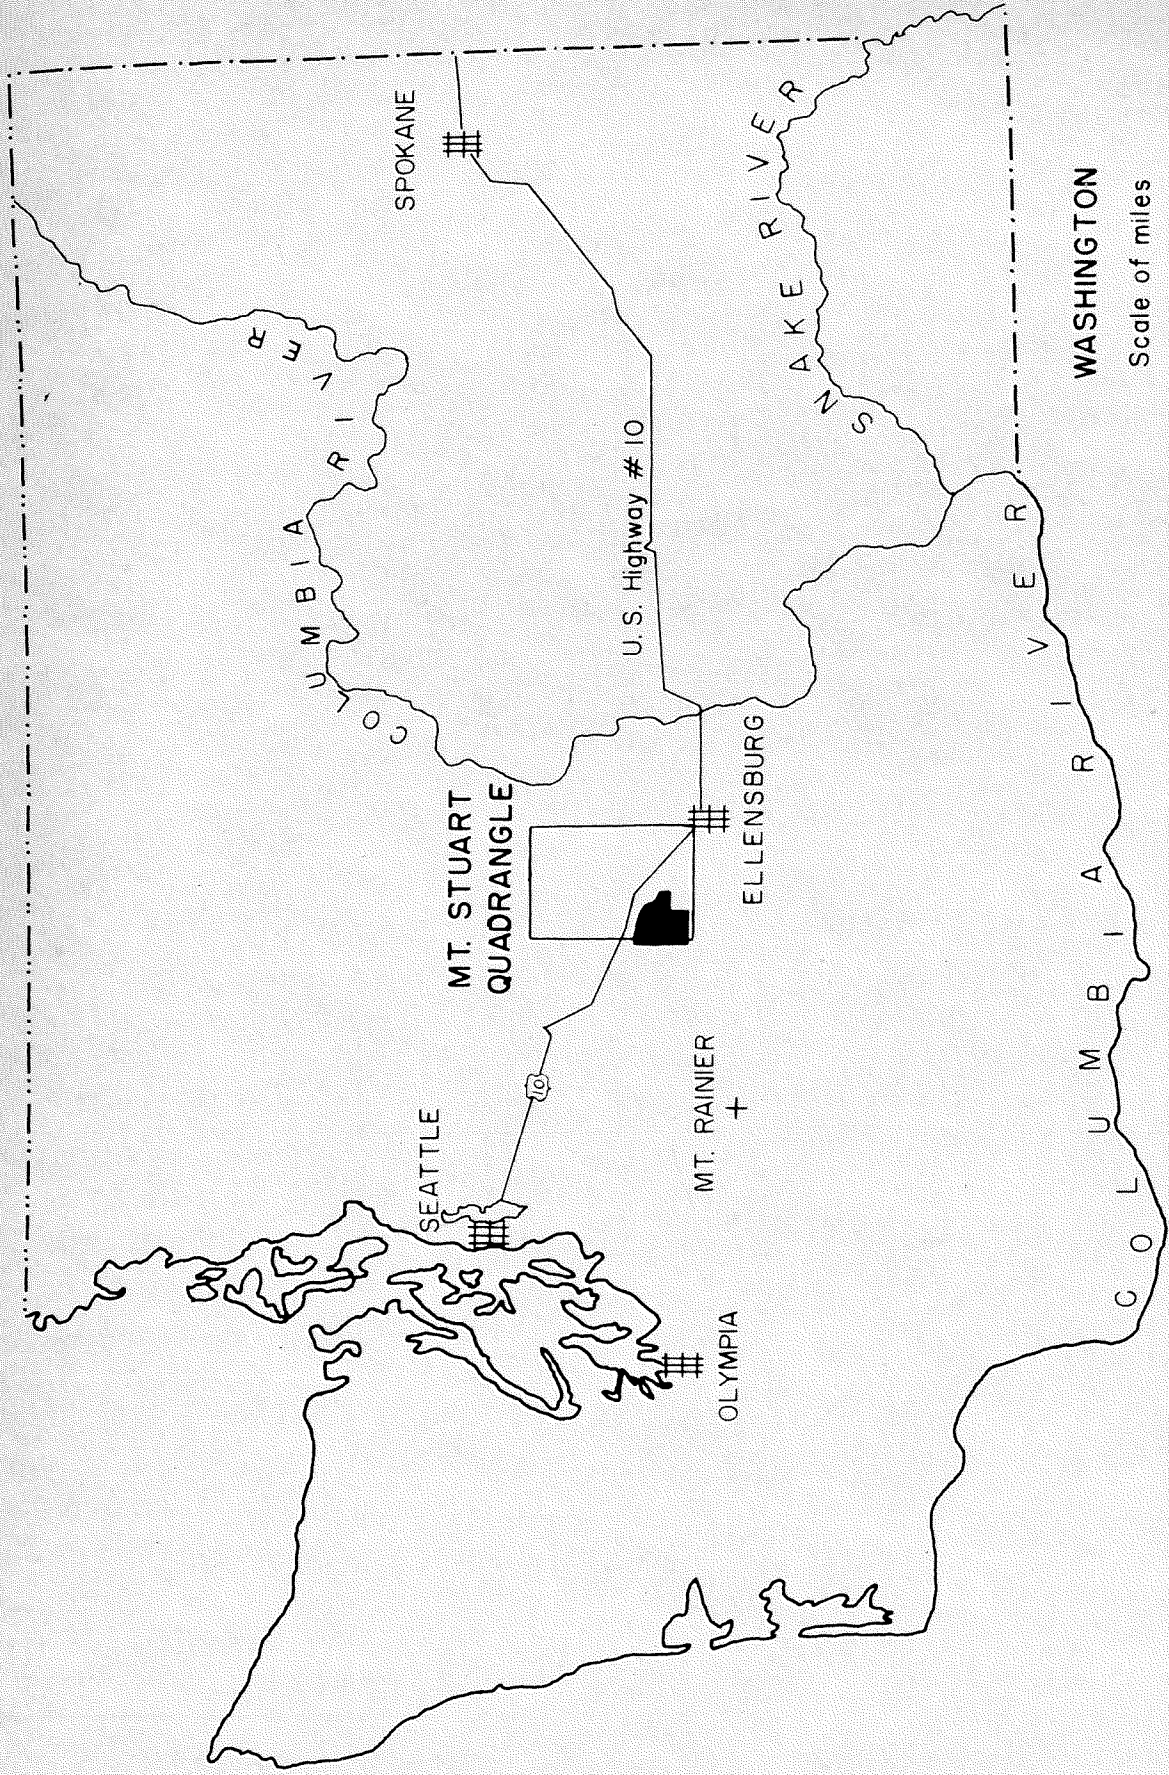 COLUMBIA RIVER
SPOKANE
SEATTLE
10
MT. STUART
QUADRANGLE
U.S. Highway #10
SNAKE RIVER
MT. RAINIER
ELLENSBURG
OLYMPIA
COLUMBIA RIVER
WASHINGTON
Scale of miles